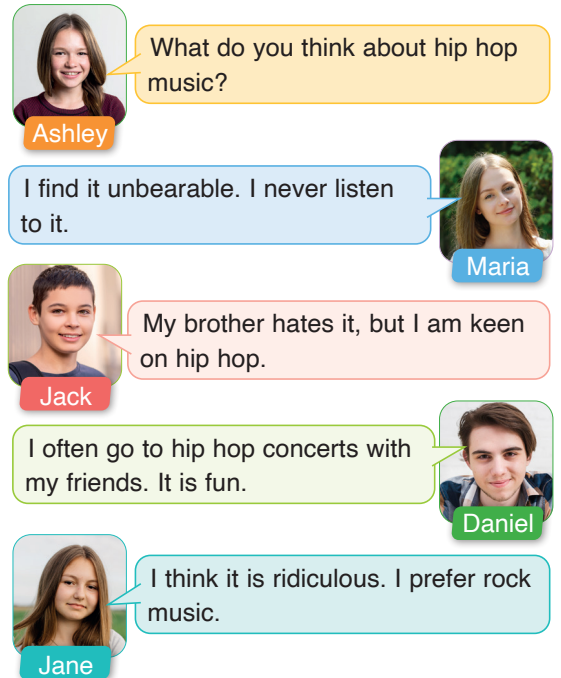 What do you think about hip hop
music?
Ashley
I find it unbearable. I never listen
to it.
Maria
My brother hates it, but I am keen
on hip hop.
Jack
I often go to hip hop concerts with
my friends. It is fun.
Daniel
I think it is ridiculous. I prefer rock
music.
Jane